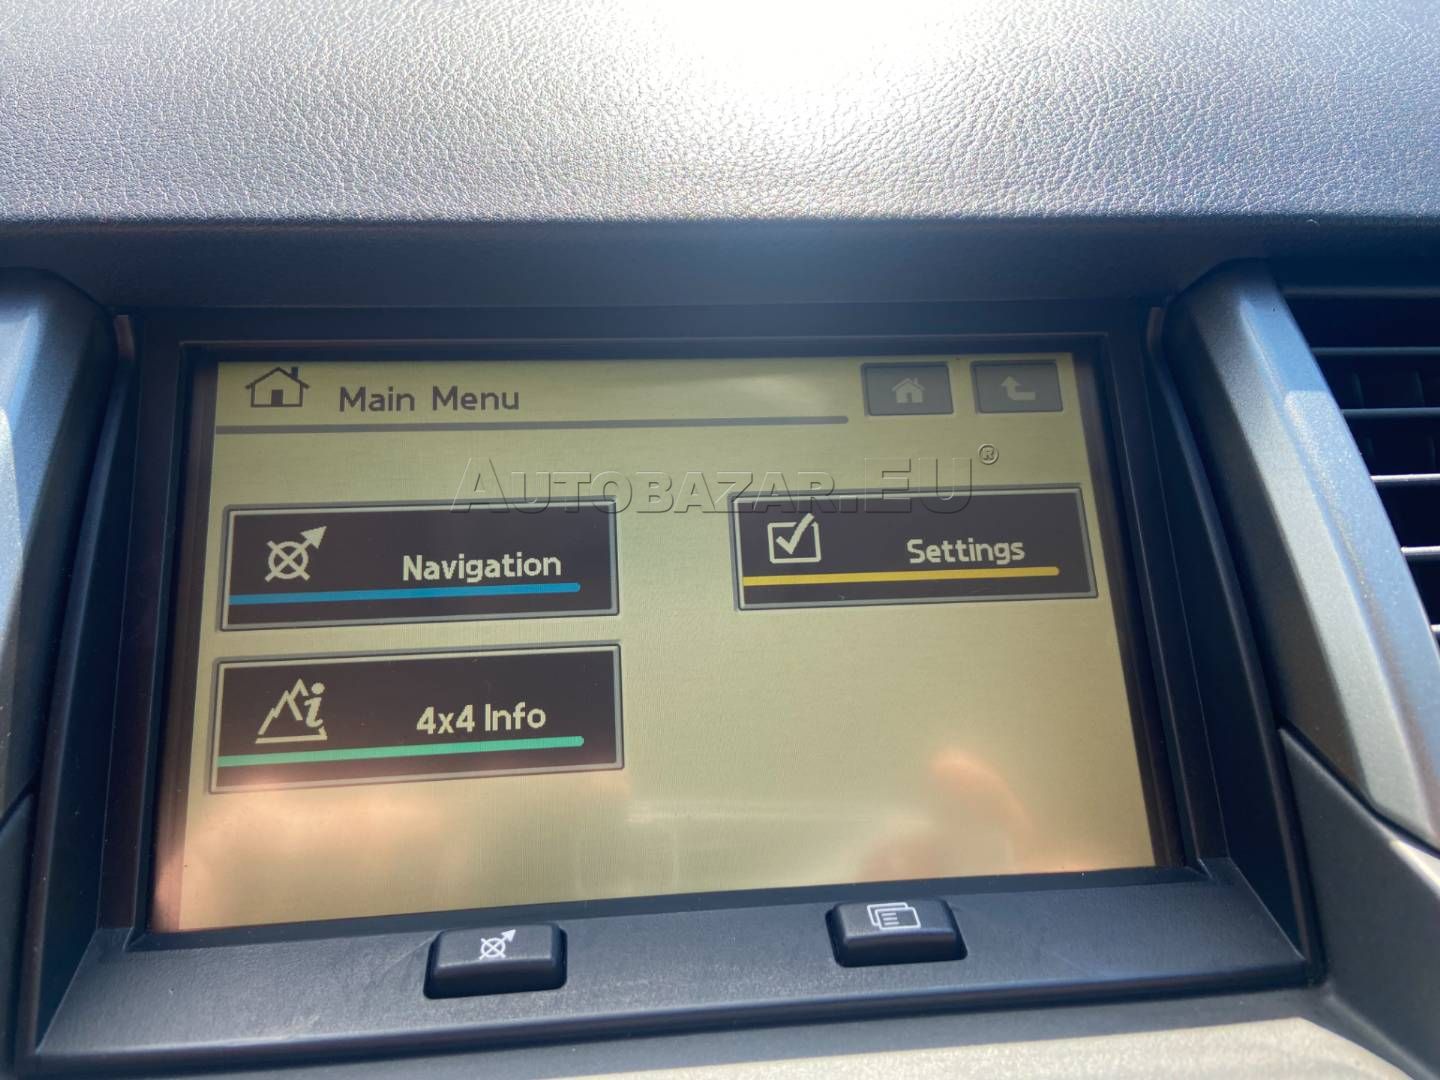 Main Menu
AUTOBAZAR.EU®
Navigation
Settings
4x4 Info